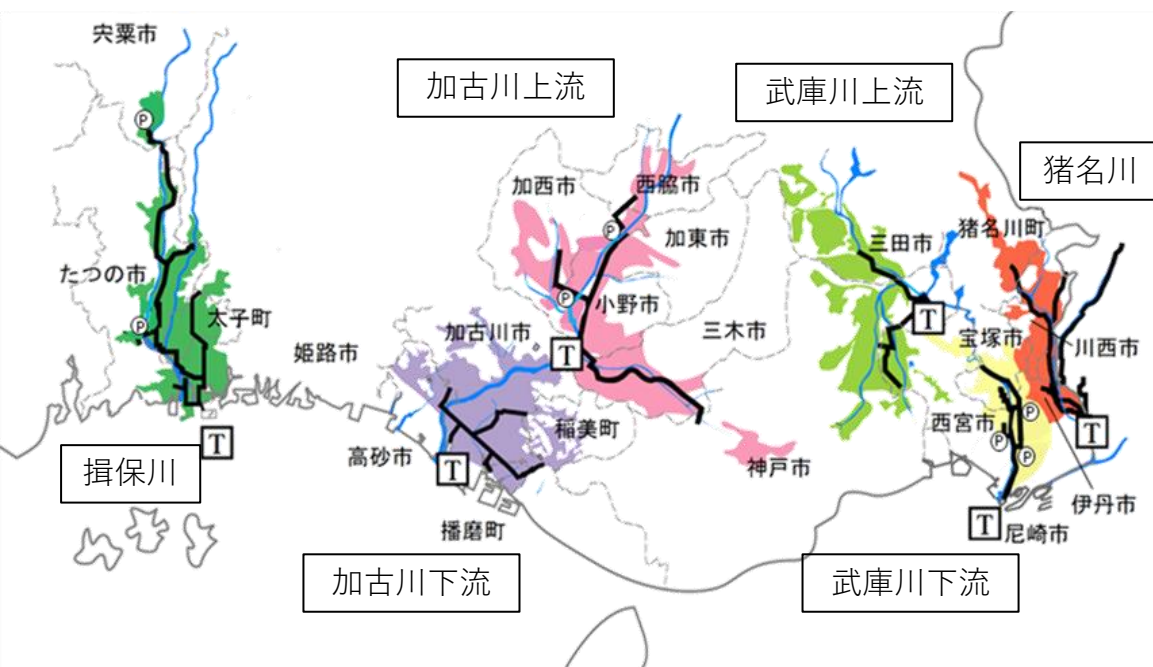 宍粟市
加古川上流
武庫川上流
猪名川
P
加西市
西脇市
P
加東市
三田市
猪名川町
たつの市
P
太子町
P
小野市
加古川市
T
三木市
T
宝塚市
川西市
姫路市
西宮市
P
P
P
T
稲美町
高砂市
T
神戸市
T
揖保川
伊丹市
播磨町
T
尼崎市
加古川下流
武庫川下流